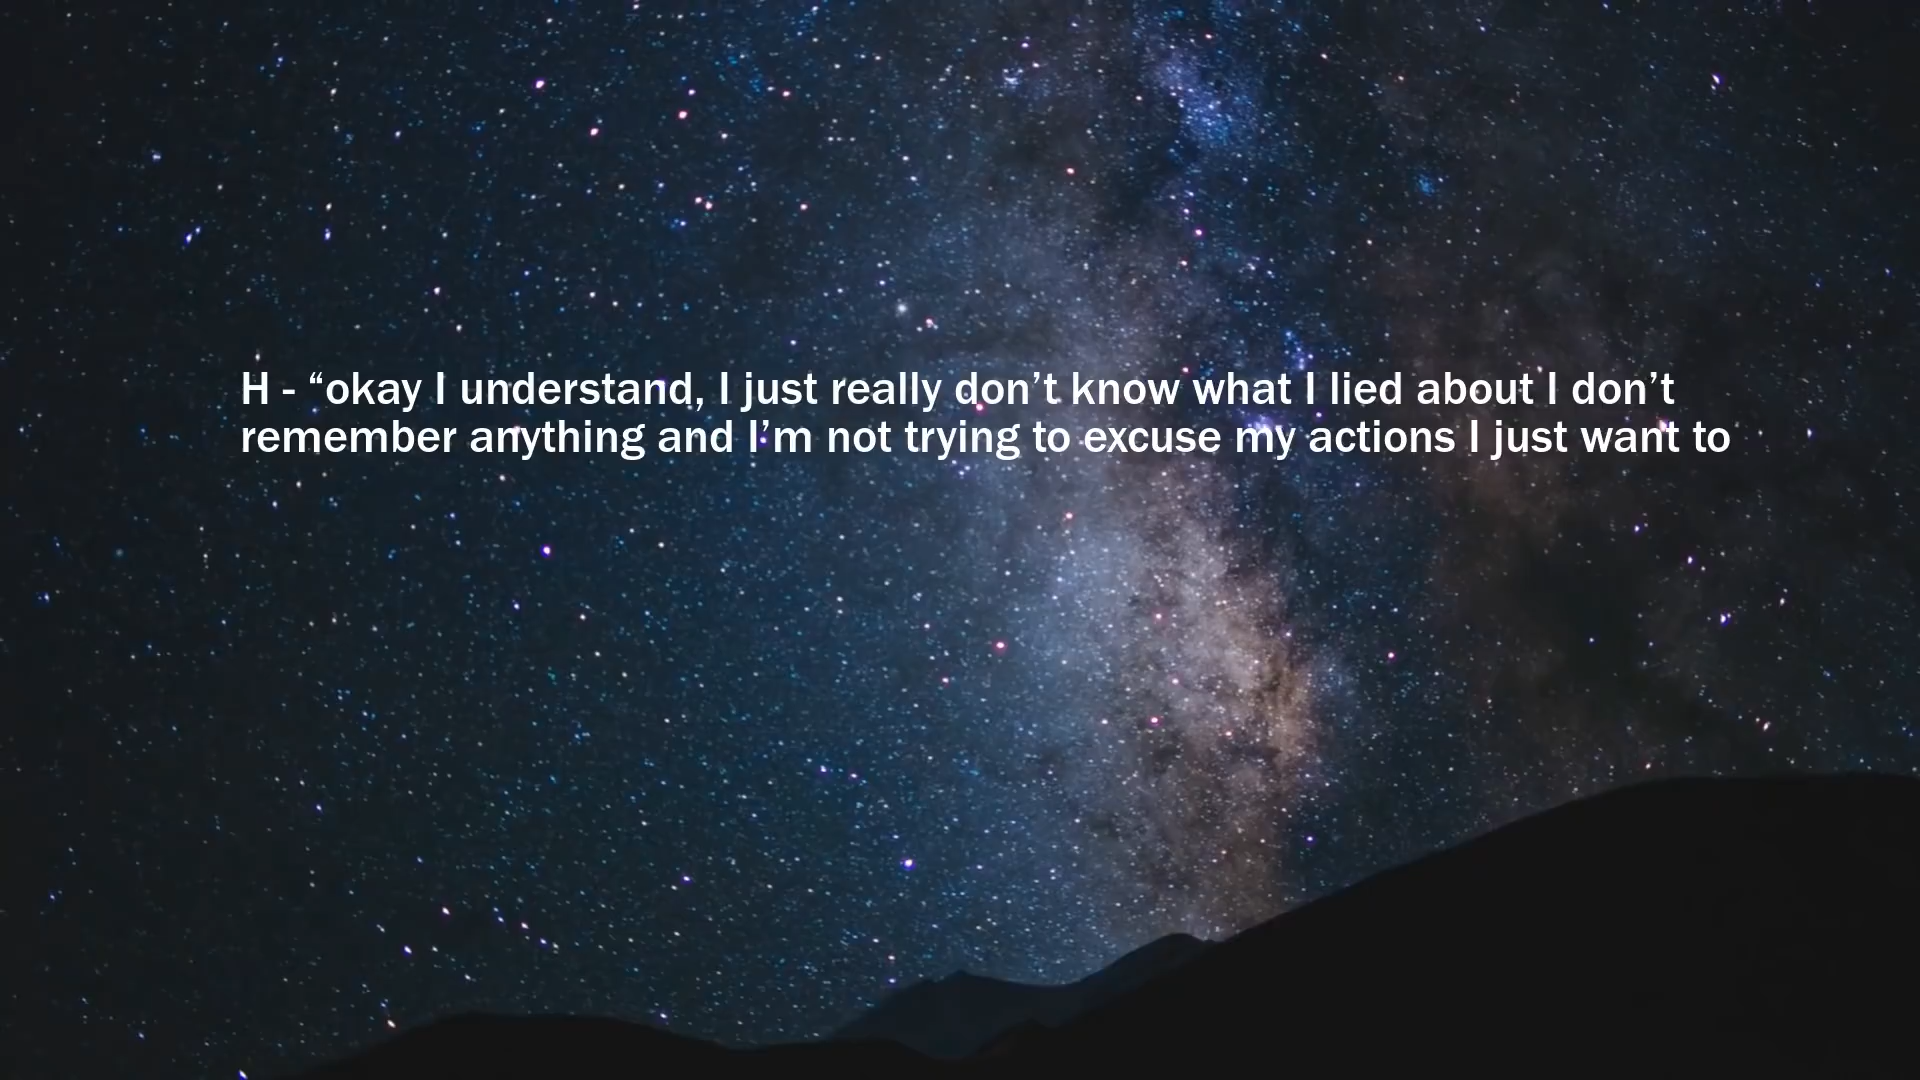 H - “okay I understand, I just really don’t know what I lied about I don’t
remember anything and I’m not trying to excuse my actions I just want to